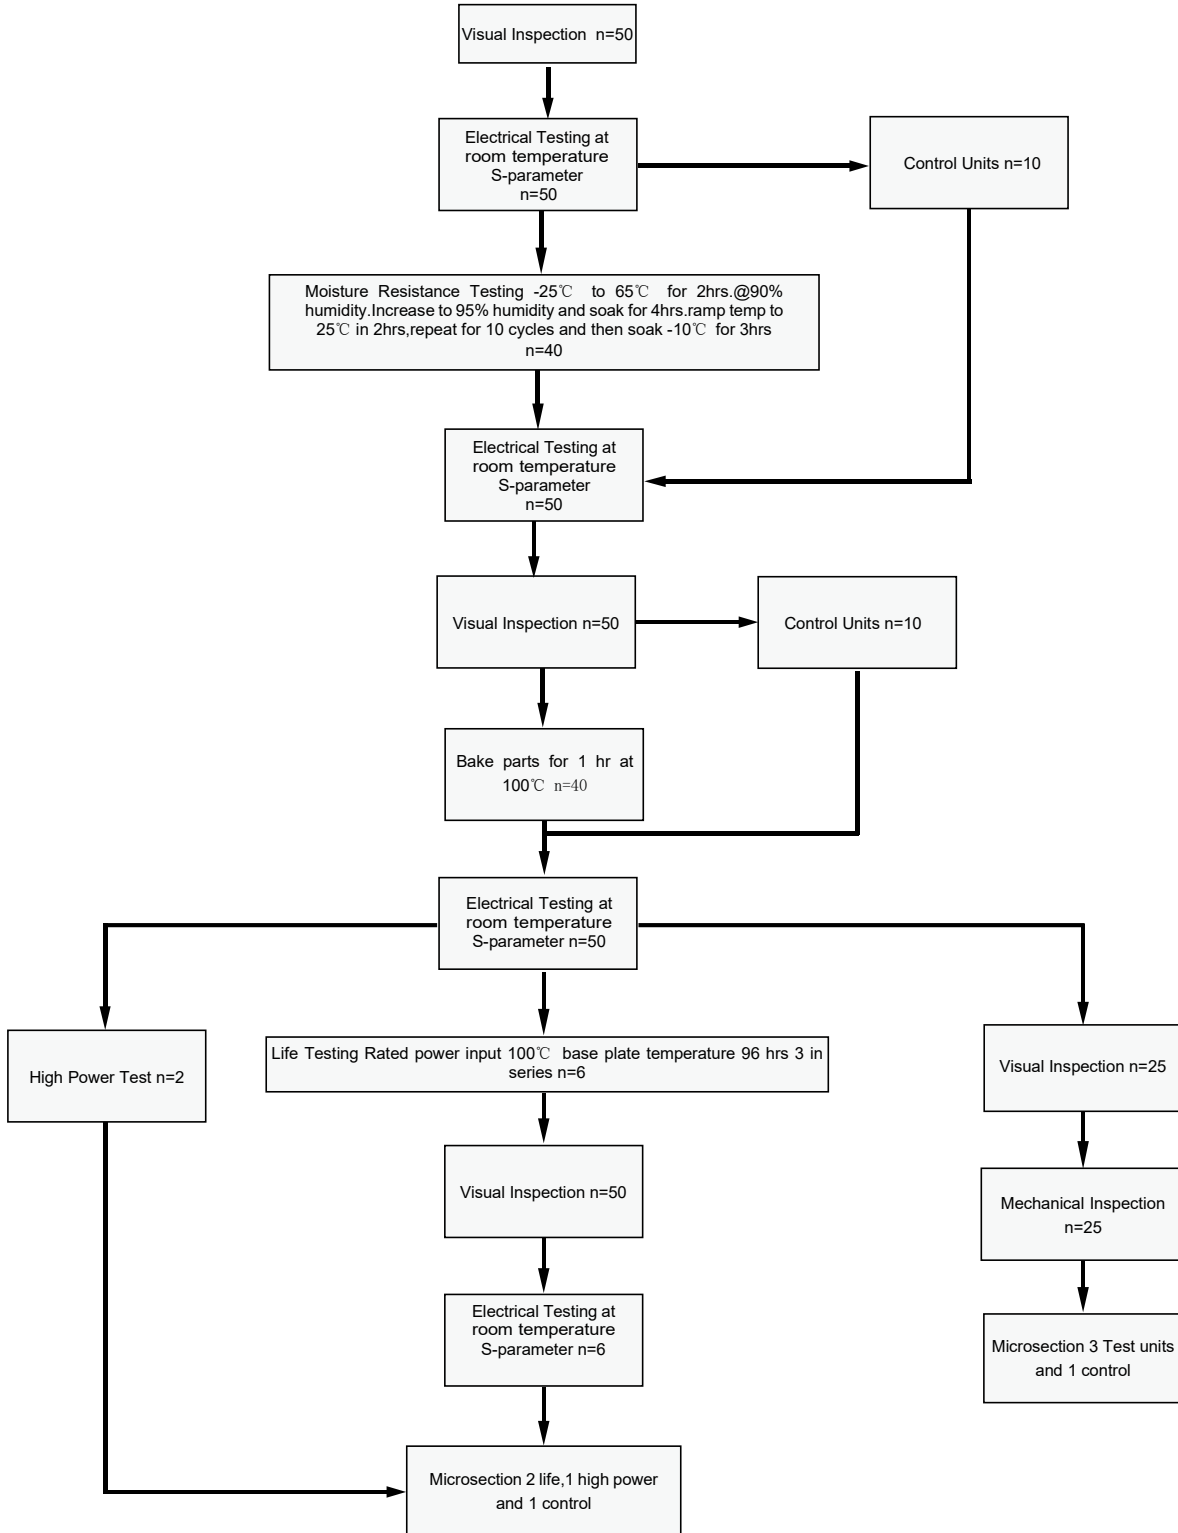 Visual Inspection n=50
Electrical Testing at
room temperature
S-parameter
n=50
Control Units n=10
Moisture Resistance Testing -25℃ to 65℃ for 2hrs.@90%
humidity.Increase to 95% humidity and soak for 4hrs.ramp temp to
25℃ in 2hrs,repeat for 10 cycles and then soak -10℃ for 3hrs
n=40
Electrical Testing at
room temperature
S-parameter
n=50
Visual Inspection n=50
Control Units n=10
Bake parts for 1 hr at
100℃ n=40
Electrical Testing at
room temperature
S-parameter n=50
High Power Test n=2
Life Testing Rated power input 100℃ base plate temperature 96 hrs 3 in
series n=6
Visual Inspection n=25
Visual Inspection n=50
Mechanical Inspection
n=25
Electrical Testing at
room temperature
S-parameter n=6
Microsection 3 Test units
and 1 control
Microsection 2 life,1 high power
and 1 control